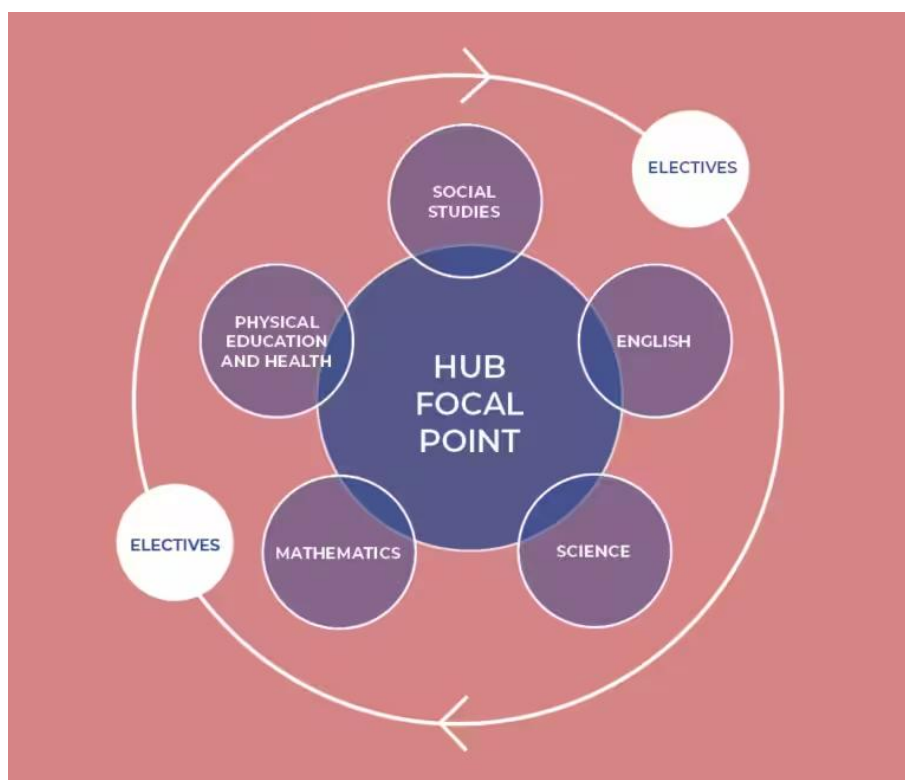 ELECTIVES
SOCIAL
STUDIES
PHYSICAL
EDUCATION
AND HEALTH
ENGLISH
HUB
FOCAL
POINT
ELECTIVES
MATHEMATICS
SCIENCE